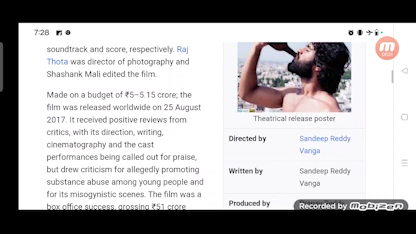 7:28
soundtrack and score, respectively. Raj
Thota was director of photography and
Shashank Mali edited the film.
Made on a budget of ₹5–5.15 crore; the
film was released worldwide on 25 August
2017. It received positive reviews from
critics, with its direction, writing,
cinematography and the cast
performances being called out for praise,
but drew criticism for allegedly promoting
substance abuse among young people and
for its misogynistic scenes. The film was a
box office success, grossing ₹51 crore
Theatrical release poster
Directed by
Sandeep Reddy
Vanga
Written by
Sandeep Reddy
Vanga
Produced by
Recorded by Mobizen